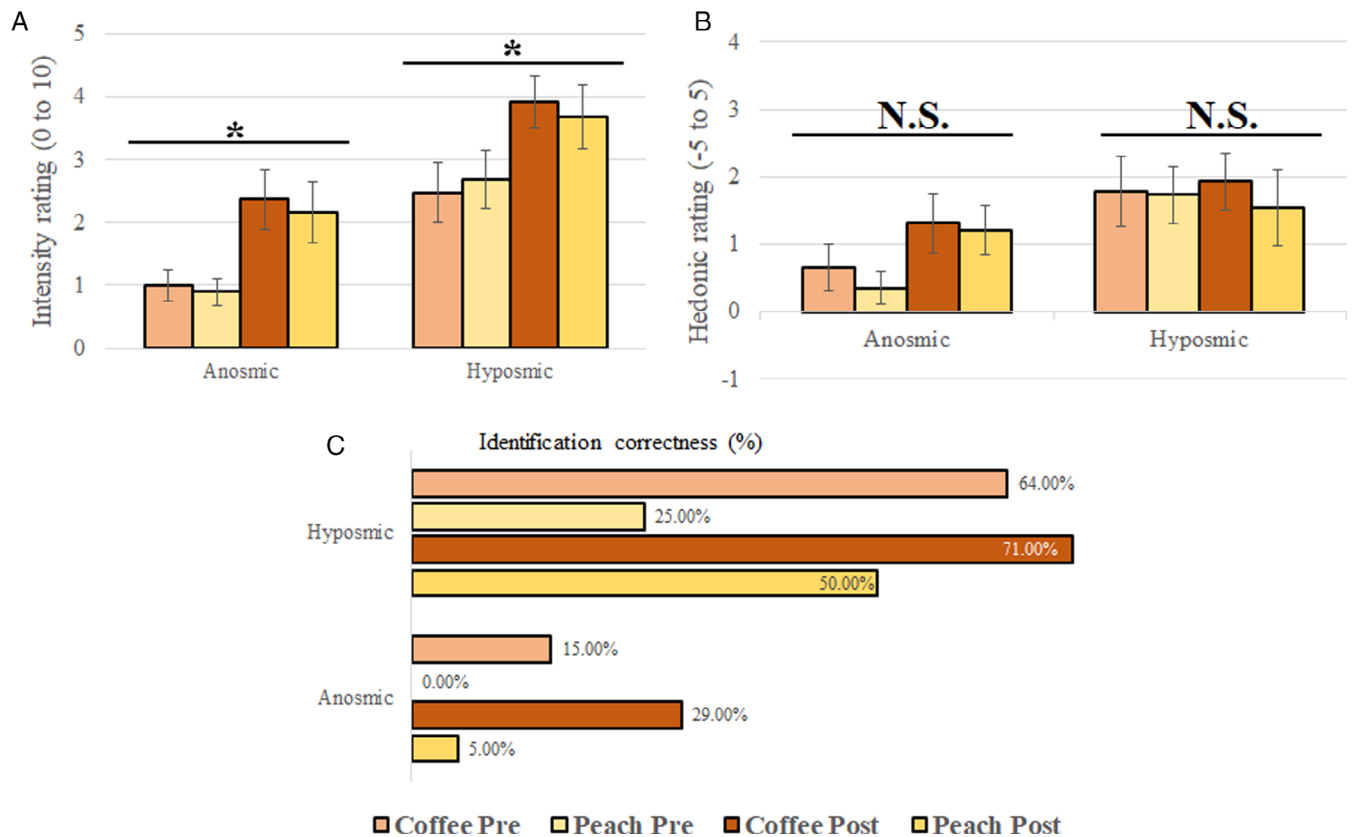 A
Intensity rating (0 to 10)
5
4
3
2
1
0
*
*
Anosmic
Hyposmic
B
Hedonic rating (-5 to 5)
4
3
2
1
0
-1
N.S.
N.S.
Anosmic
Hyposmic
C
Identification correctness (%)
Hyposmic
64.00%
25.00%
71.00%
50.00%
Anosmic
15.00%
0.00%
29.00%
5.00%
Coffee Pre Peach Pre Coffee Post Peach Post